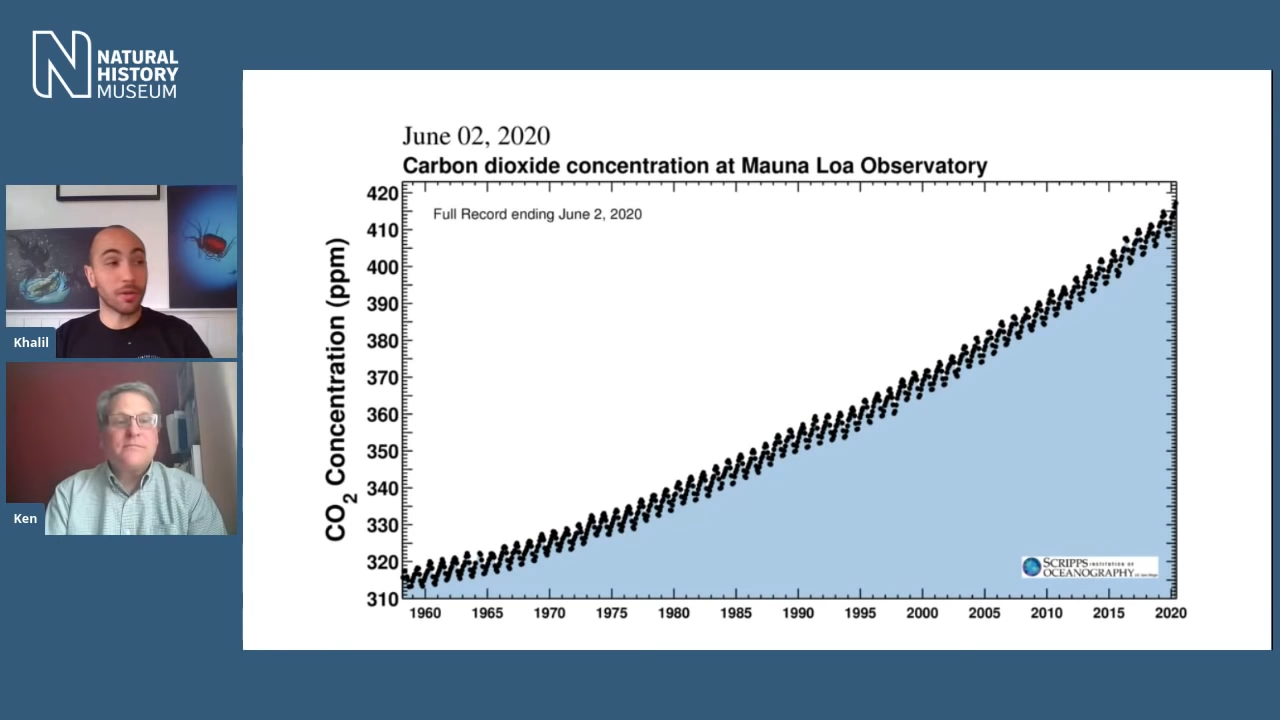 NATURAL
HISTORY
MUSEUM
Khalil
Ken
June 02, 2020
Carbon dioxide concentration at Mauna Loa Observatory
Full Record ending June 2, 2020
CO2 Concentration (ppm)
420
410
400
390
380
370
360
350
340
330
320
310
1960 1965 1970 1975 1980 1985 1990 1995 2000 2005 2010 2015 2020
SCRIPPS INSTITUTION OF
OCEANOGRAPHY